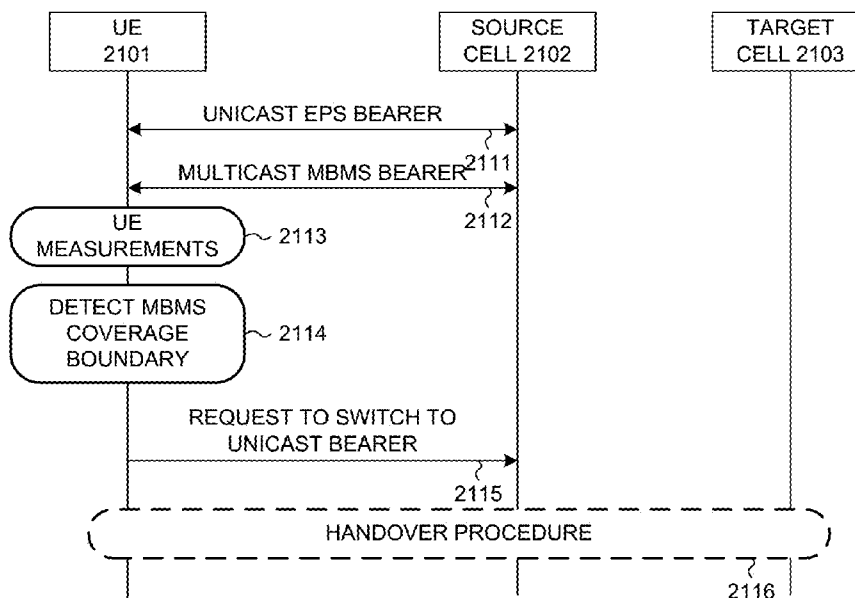 UE
2101
SOURCE
CELL 2102
TARGET
CELL 2103
UNICAST EPS BEARER
2111
MULTICAST MBMS BEARER
2112
UE
MEASUREMENTS
2113
DETECT MBMS
COVERAGE
BOUNDARY
2114
REQUEST TO SWITCH TO
UNICAST BEARER
2115
HANDOVER PROCEDURE
2116